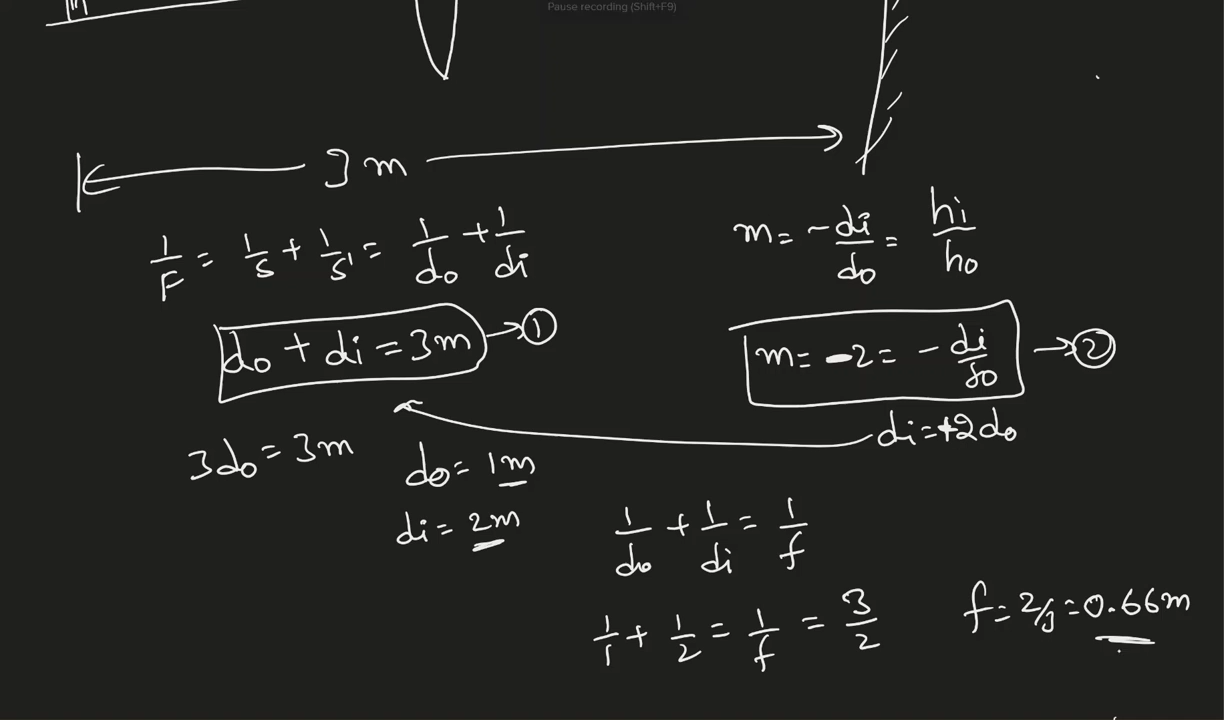 Pause recording (Shift+F9)
3 m
1/F = 1/s + 1/s' = 1/do + 1/di
m = -di/do = hi/ho
do + di = 3m → 1
m = -2 = -di/do → 2
di = +2do
3do = 3m
do = 1m
di = 2m
1/do + 1/di = 1/f
1/1 + 1/2 = 1/f = 3/2
f = 2/3 = 0.66m